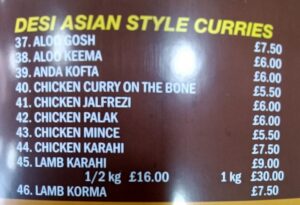 DESI ASIAN STYLE CURRIES
37. ALOO GOSH £7.50
38. ALOO KEEMA £6.00
39. ANDA KOFTA £6.00
40. CHICKEN CURRY ON THE BONE £5.50
41. CHICKEN JALFREZI £6.00
42. CHICKEN PALAK £6.00
43. CHICKEN MINCE £5.50
44. CHICKEN KARAHI £7.50
45. LAMB KARAHI £9.00
1/2 kg £16.00 1 kg £30.00
46. LAMB KORMA £7.50